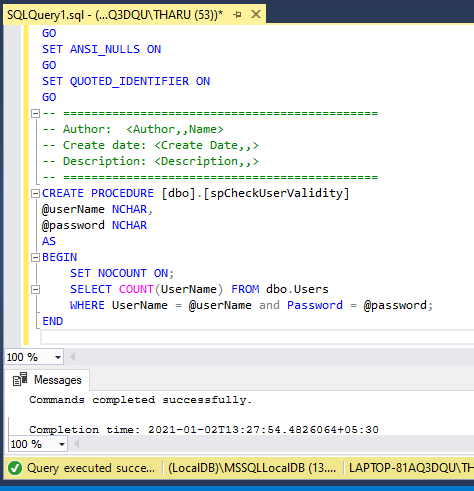 SQLQuery1.sql - (...Q3DQU\THARU (53))*
GO
SET ANSI_NULLS ON
GO
SET QUOTED_IDENTIFIER ON
GO
-- =============================================
-- Author:  <Author,,Name>
-- Create date: <Create Date,,>
-- Description: <Description,,>
-- =============================================
CREATE PROCEDURE [dbo].[spCheckUserValidity]
@userName NCHAR,
@password NCHAR
AS
BEGIN
    SET NOCOUNT ON;
    SELECT COUNT(UserName) FROM dbo.Users
    WHERE UserName = @userName and Password = @password;
END
100 %
Messages
Commands completed successfully.
Completion time: 2021-01-02T13:27:54.4826064+05:30
100 %
Query executed succe... (LocalDB)\MSSQLLocalDB (13.... LAPTOP-81AQ3DQU\TH